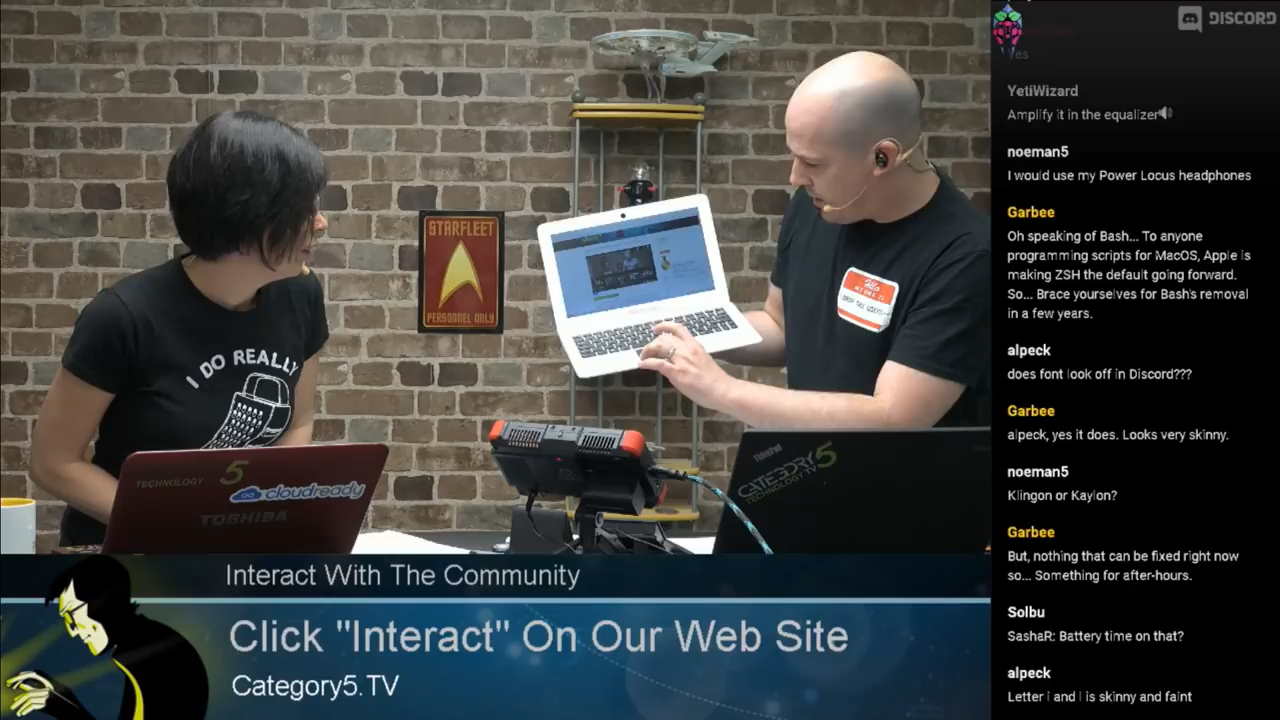 STARFLEET
PERSONNEL ONLY
I DO REALLY
TECHNOLOGY 5
cloudready
TOSHIBA
ThinkPad
CATEGORY5
TECHNOLOGY TV
Interact With The Community
Click "Interact" On Our Web Site
Category5.TV
DISCORD
Yes
YetiWizard
Amplify it in the equalizer
noeman5
I would use my Power Locus headphones
Garbee
Oh speaking of Bash... To anyone
programming scripts for MacOS, Apple is
making ZSH the default going forward.
So... Brace yourselves for Bash's removal
in a few years.
alpeck
does font look off in Discord???
Garbee
alpeck, yes it does. Looks very skinny.
noeman5
Klingon or Kaylon?
Garbee
But, nothing that can be fixed right now
so... Something for after-hours.
Solbu
SashaR: Battery time on that?
alpeck
Letter i and l is skinny and faint